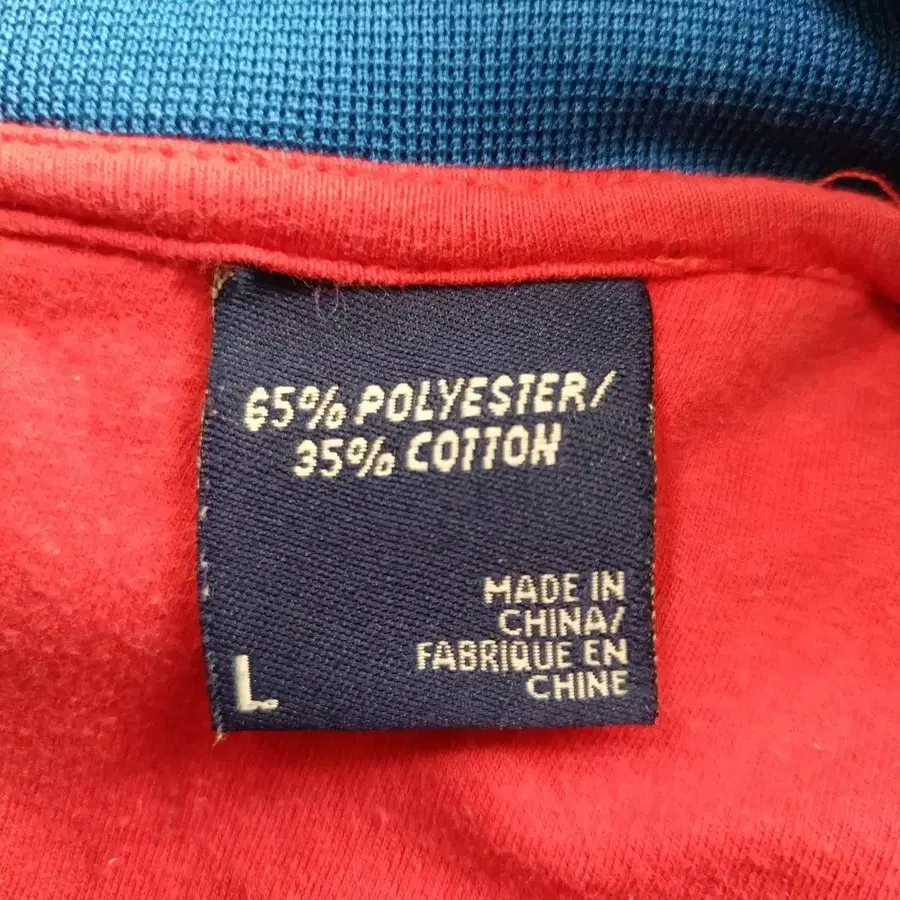 65% POLYESTER/
35% COTTON
MADE IN
CHINA/
FABRIQUE EN
CHINE
L